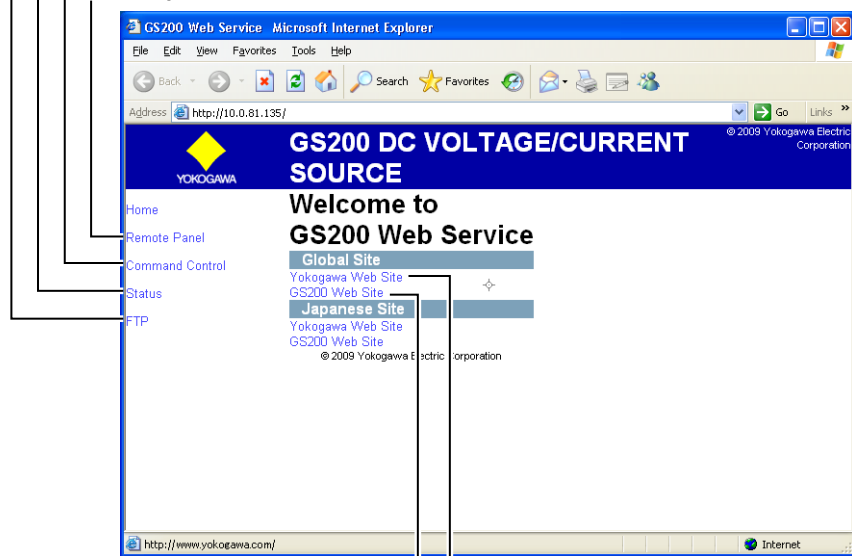 GS200 Web Service  Microsoft Internet Explorer
File Edit View Favorites Tools Help
Back Search Favorites
Address http://10.0.81.135/ Go Links »
YOKOGAWA
GS200 DC VOLTAGE/CURRENT
SOURCE
© 2009 Yokogawa Electric
Corporation
Home
Remote Panel
Command Control
Status
FTP
Welcome to
GS200 Web Service
Global Site
Yokogawa Web Site
GS200 Web Site
Japanese Site
Yokogawa Web Site
GS200 Web Site
© 2009 Yokogawa Electric Corporation
http://www.yokogawa.com/ Internet